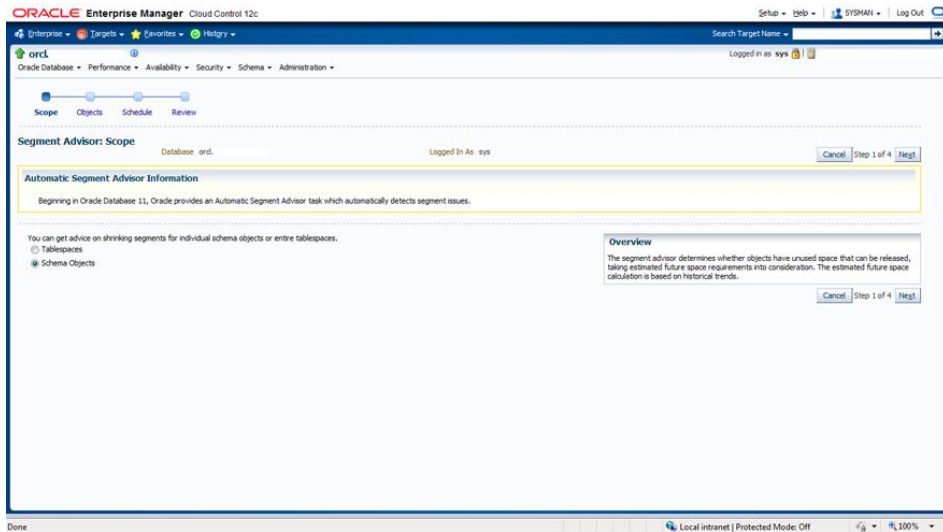 ORACLE Enterprise Manager Cloud Control 12c
Setup Help SYSMAN Log Out
Enterprise Targets Favorites History
Search Target Name
orcl.
Logged in as sys
Oracle Database Performance Availability Security Schema Administration
Scope Objects Schedule Review
Segment Advisor: Scope
Database orcl.
Logged In As sys
Cancel Step 1 of 4 Next
Automatic Segment Advisor Information
Beginning in Oracle Database 11, Oracle provides an Automatic Segment Advisor task which automatically detects segment issues.
You can get advice on shrinking segments for individual schema objects or entire tablespaces.
Tablespaces
Schema Objects
Overview
The segment advisor determines whether objects have unused space that can be released,
taking estimated future space requirements into consideration. The estimated future space
calculation is based on historical trends.
Cancel Step 1 of 4 Next
Done
Local intranet | Protected Mode: Off
100%